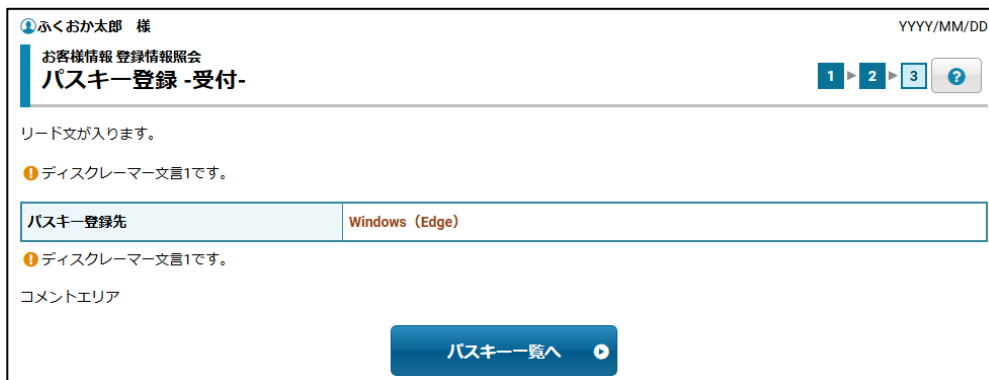 ふくおか太郎 様
YYYY/MM/DD
お客様情報 登録情報照会
パスキー登録 -受付-
1 2 3 ?
リード文が入ります。
! ディスクレーマー文言1です。
パスキー登録先 Windows（Edge）
! ディスクレーマー文言1です。
コメントエリア
パスキー一覧へ